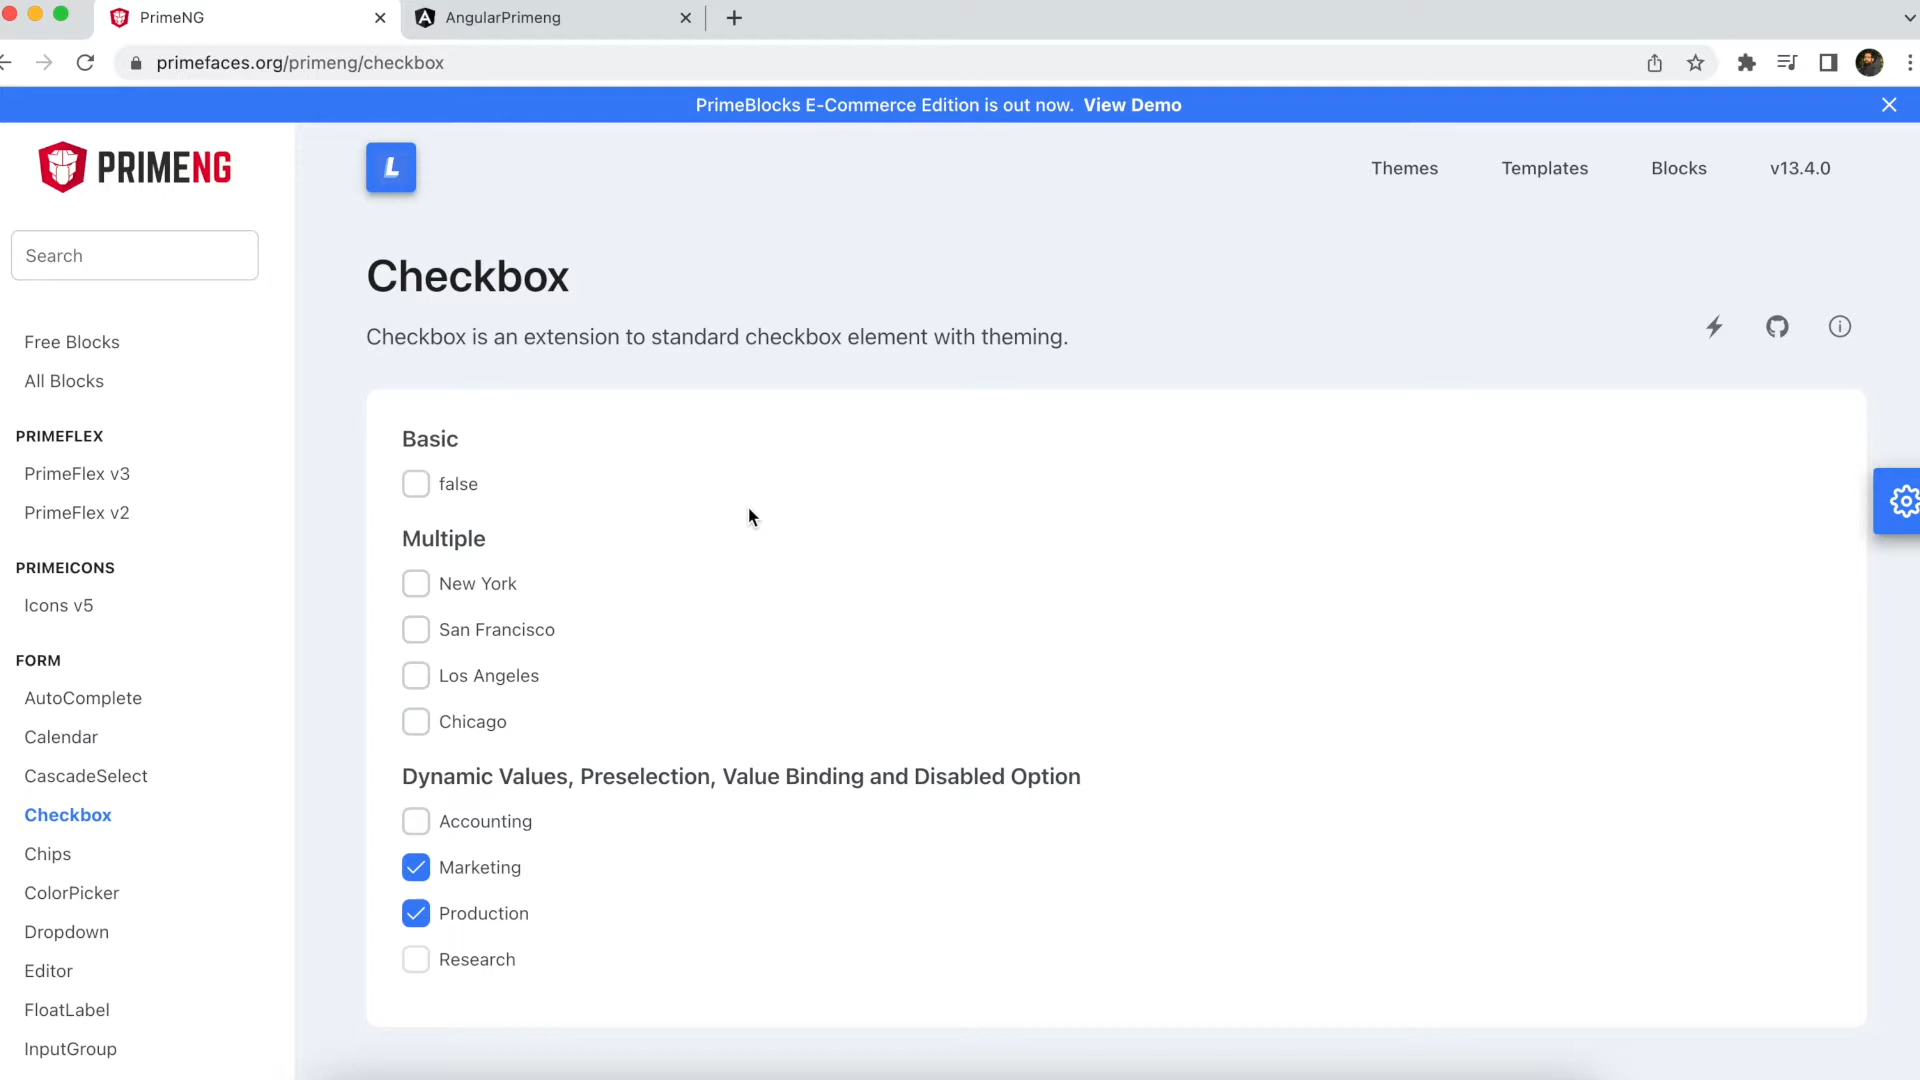 PrimeNG
AngularPrimeng
primefaces.org/primeng/checkbox
PrimeBlocks E-Commerce Edition is out now. View Demo
PRIMENG
Search
Free Blocks
All Blocks
PRIMEFLEX
PrimeFlex v3
PrimeFlex v2
PRIMEICONS
Icons v5
FORM
AutoComplete
Calendar
CascadeSelect
Checkbox
Chips
ColorPicker
Dropdown
Editor
FloatLabel
InputGroup
L
Themes
Templates
Blocks
v13.4.0
Checkbox
Checkbox is an extension to standard checkbox element with theming.
Basic
false
Multiple
New York
San Francisco
Los Angeles
Chicago
Dynamic Values, Preselection, Value Binding and Disabled Option
Accounting
Marketing
Production
Research